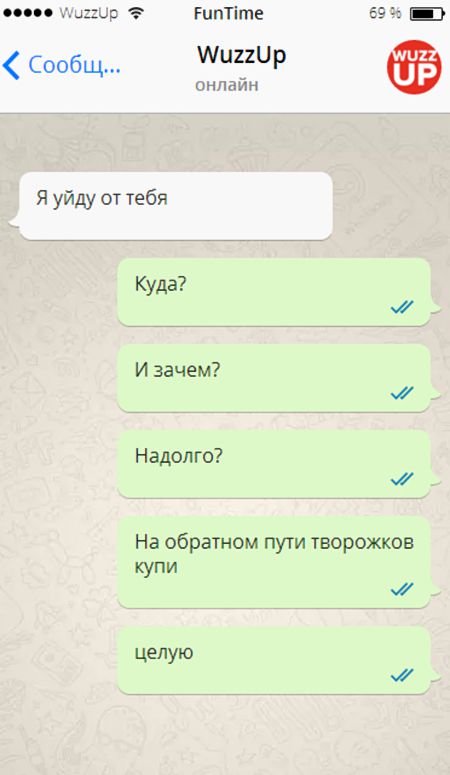 WuzzUp FunTime 69 %
Сообщ... WuzzUp WUZZ
онлайн UP
Я уйду от тебя
Куда?
И зачем?
Надолго?
На обратном пути творожков
купи
целую